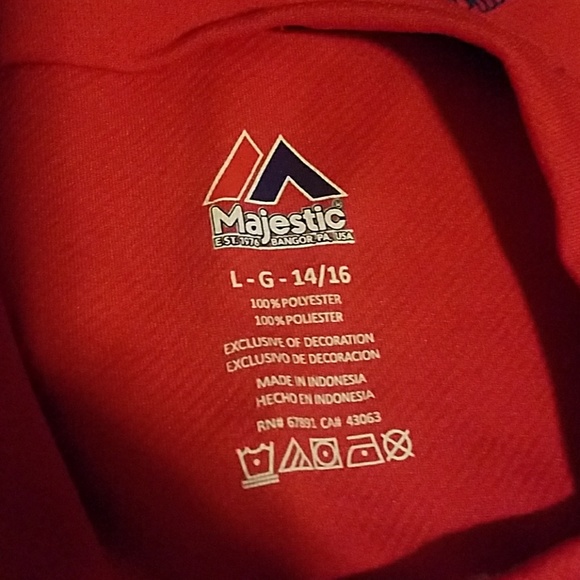 Majestic
EST. 1976 BANGOR, PA, USA
L - G - 14/16
100% POLYESTER
100% POLIESTER
EXCLUSIVE OF DECORATION
EXCLUSIVO DE DECORACION
MADE IN INDONESIA
HECHO EN INDONESIA
RN# 67891 CA# 43063